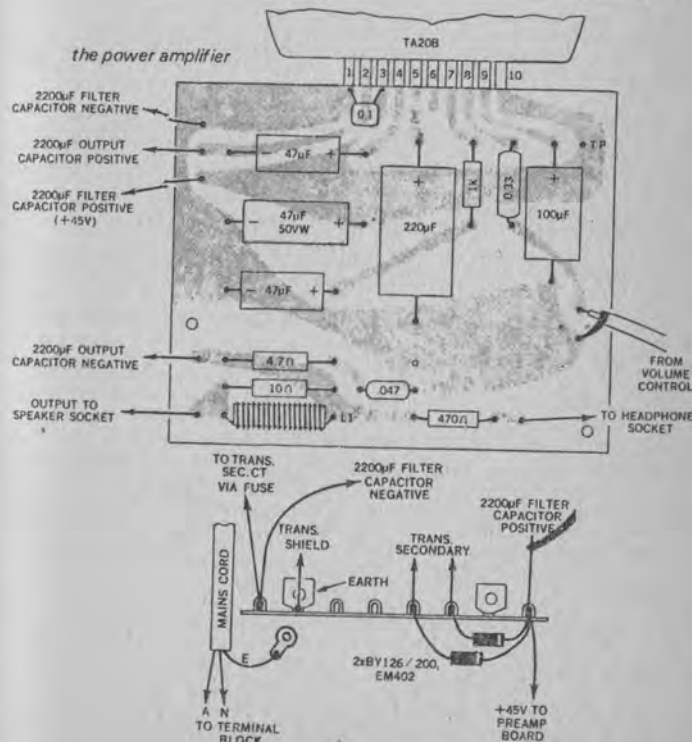 TA20B
the power amplifier
1 2 3 4 5 6 7 8 9 10
2200µF FILTER
CAPACITOR NEGATIVE
0.1
2200µF OUTPUT
CAPACITOR POSITIVE
47µF +
TP
2200µF FILTER
CAPACITOR POSITIVE
(+45V)
- 47µF
50VW
+
220µF
1K
0.33
+
100µF
- 47µF +
2200µF OUTPUT
CAPACITOR NEGATIVE
4.7Ω
FROM
VOLUME
CONTROL
10Ω
.047
OUTPUT TO
SPEAKER SOCKET
L1
470Ω
TO HEADPHONE
SOCKET
TO TRANS.
SEC. CT
VIA FUSE
2200µF FILTER
CAPACITOR
NEGATIVE
2200µF FILTER
CAPACITOR
POSITIVE
TRANS.
SHIELD
TRANS.
SECONDARY
EARTH
MAINS CORD
E
2xBY126/200,
EM402
A N
TO TERMINAL
BLOCK
+45V TO
PREAMP
BOARD